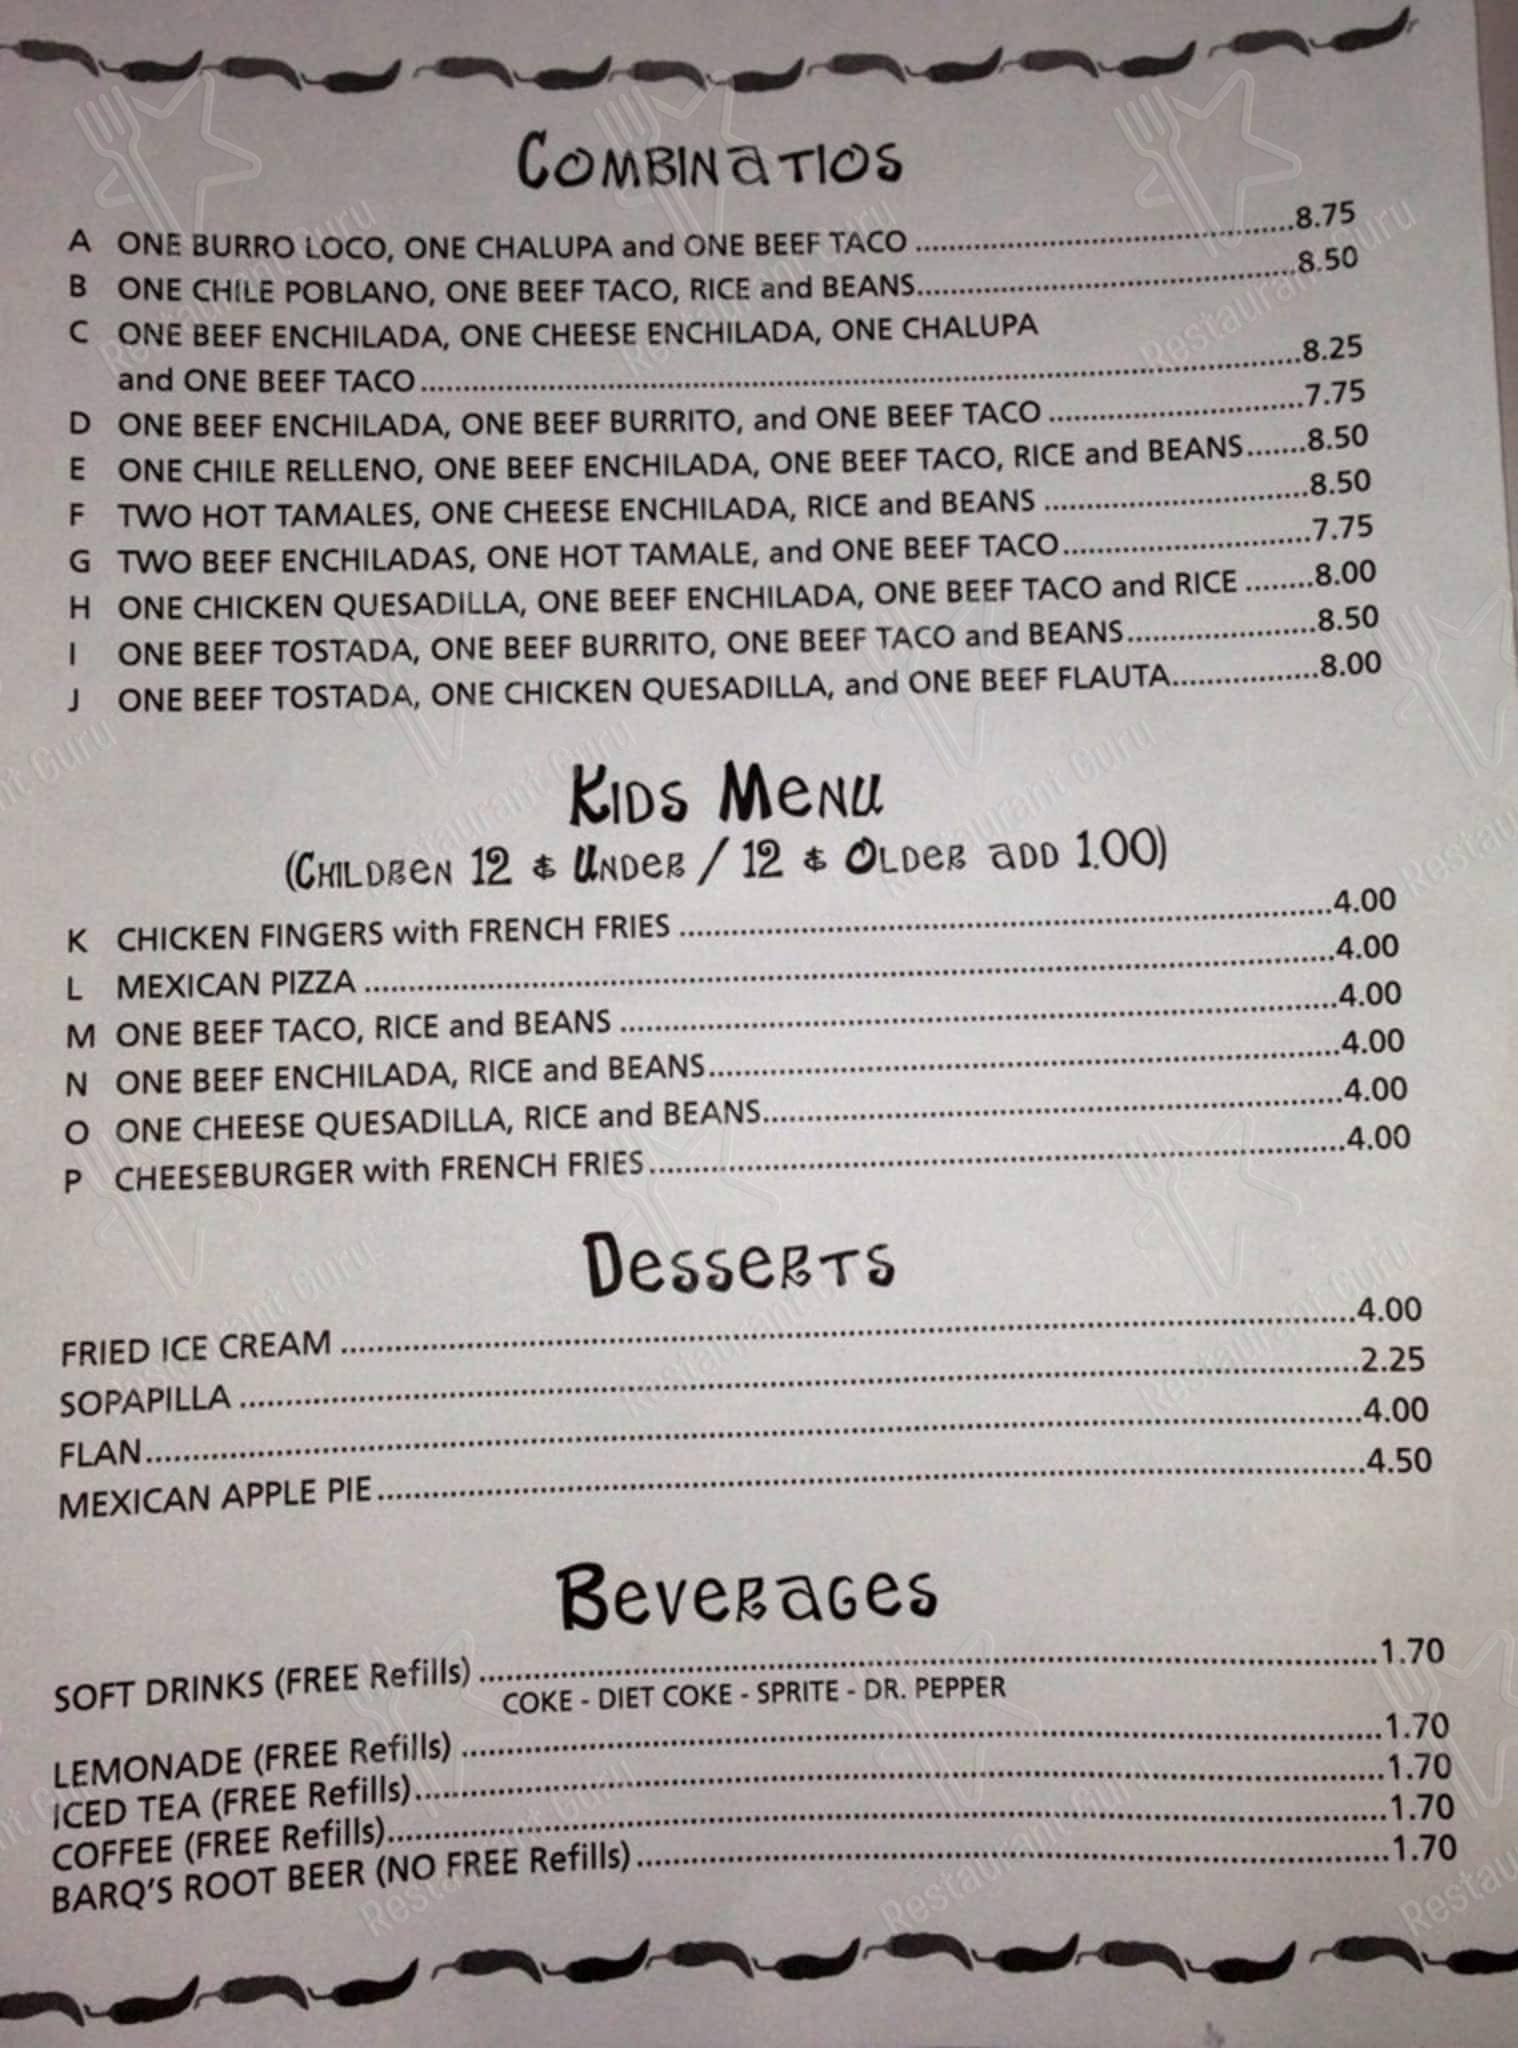 COMBINATIOS
A ONE BURRO LOCO, ONE CHALUPA and ONE BEEF TACO ........ 8.75
B ONE CHILE POBLANO, ONE BEEF TACO, RICE and BEANS ........ 8.50
C ONE BEEF ENCHILADA, ONE CHEESE ENCHILADA, ONE CHALUPA
and ONE BEEF TACO ........ 8.25
D ONE BEEF ENCHILADA, ONE BEEF BURRITO, and ONE BEEF TACO ........ 7.75
E ONE CHILE RELLENO, ONE BEEF ENCHILADA, ONE BEEF TACO, RICE and BEANS ........ 8.50
F TWO HOT TAMALES, ONE CHEESE ENCHILADA, RICE and BEANS ........ 8.50
G TWO BEEF ENCHILADAS, ONE HOT TAMALE, and ONE BEEF TACO ........ 7.75
H ONE CHICKEN QUESADILLA, ONE BEEF ENCHILADA, ONE BEEF TACO and RICE ........ 8.00
I ONE BEEF TOSTADA, ONE BEEF BURRITO, ONE BEEF TACO and BEANS ........ 8.50
J ONE BEEF TOSTADA, ONE CHICKEN QUESADILLA, and ONE BEEF FLAUTA ........ 8.00
KIDS MENU
(CHILDREN 12 & UNDER / 12 & OLDER ADD 1.00)
K CHICKEN FINGERS with FRENCH FRIES ........ 4.00
L MEXICAN PIZZA ........ 4.00
M ONE BEEF TACO, RICE and BEANS ........ 4.00
N ONE BEEF ENCHILADA, RICE and BEANS ........ 4.00
O ONE CHEESE QUESADILLA, RICE and BEANS ........ 4.00
P CHEESEBURGER with FRENCH FRIES ........ 4.00
DESSERTS
FRIED ICE CREAM ........ 4.00
SOPAPILLA ........ 2.25
FLAN ........ 4.00
MEXICAN APPLE PIE ........ 4.50
BEVERAGES
SOFT DRINKS (FREE Refills) ........ 1.70
COKE - DIET COKE - SPRITE - DR. PEPPER
LEMONADE (FREE Refills) ........ 1.70
ICED TEA (FREE Refills) ........ 1.70
COFFEE (FREE Refills) ........ 1.70
BARQ'S ROOT BEER (NO FREE Refills) ........ 1.70
Restaurant Guru